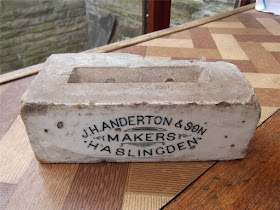 J.H. ANDERTON & SON
MAKERS
HASLINGDEN